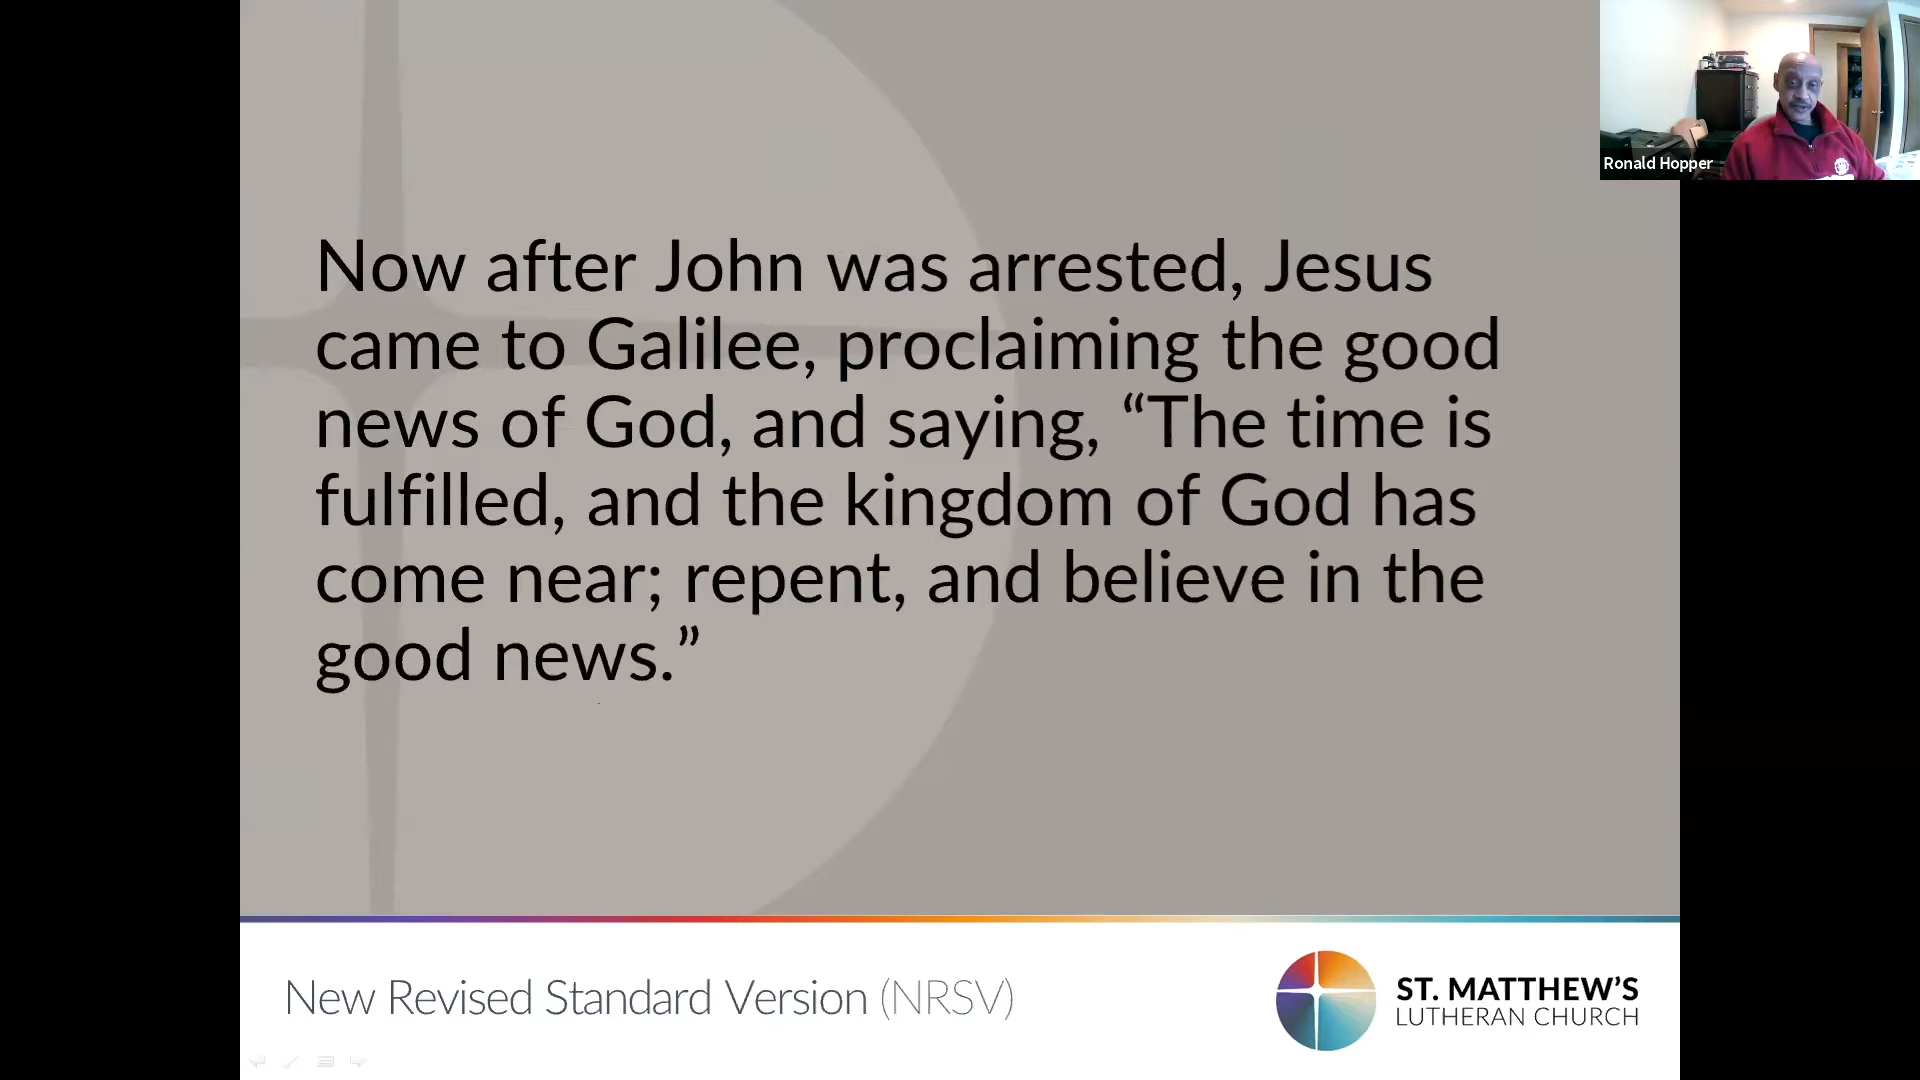 Now after John was arrested, Jesus
came to Galilee, proclaiming the good
news of God, and saying, “The time is
fulfilled, and the kingdom of God has
come near; repent, and believe in the
good news.”
Ronald Hopper
New Revised Standard Version (NRSV)
ST. MATTHEW’S
LUTHERAN CHURCH